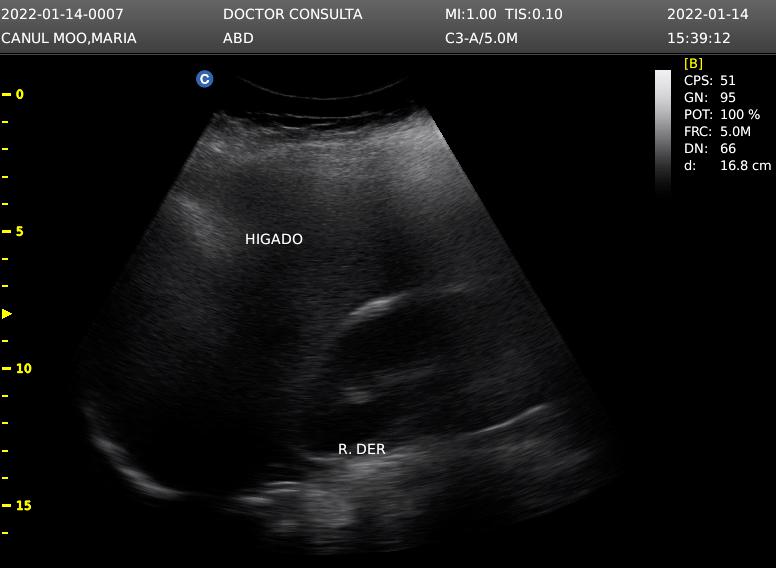 2022-01-14-0007 DOCTOR CONSULTA MI:1.00 TIS:0.10 2022-01-14
CANUL MOO,MARIA ABD C3-A/5.0M 15:39:12
C
[B]
CPS: 51
GN: 95
POT: 100 %
FRC: 5.0M
DN: 66
d: 16.8 cm
0
5
10
15
HIGADO
R. DER